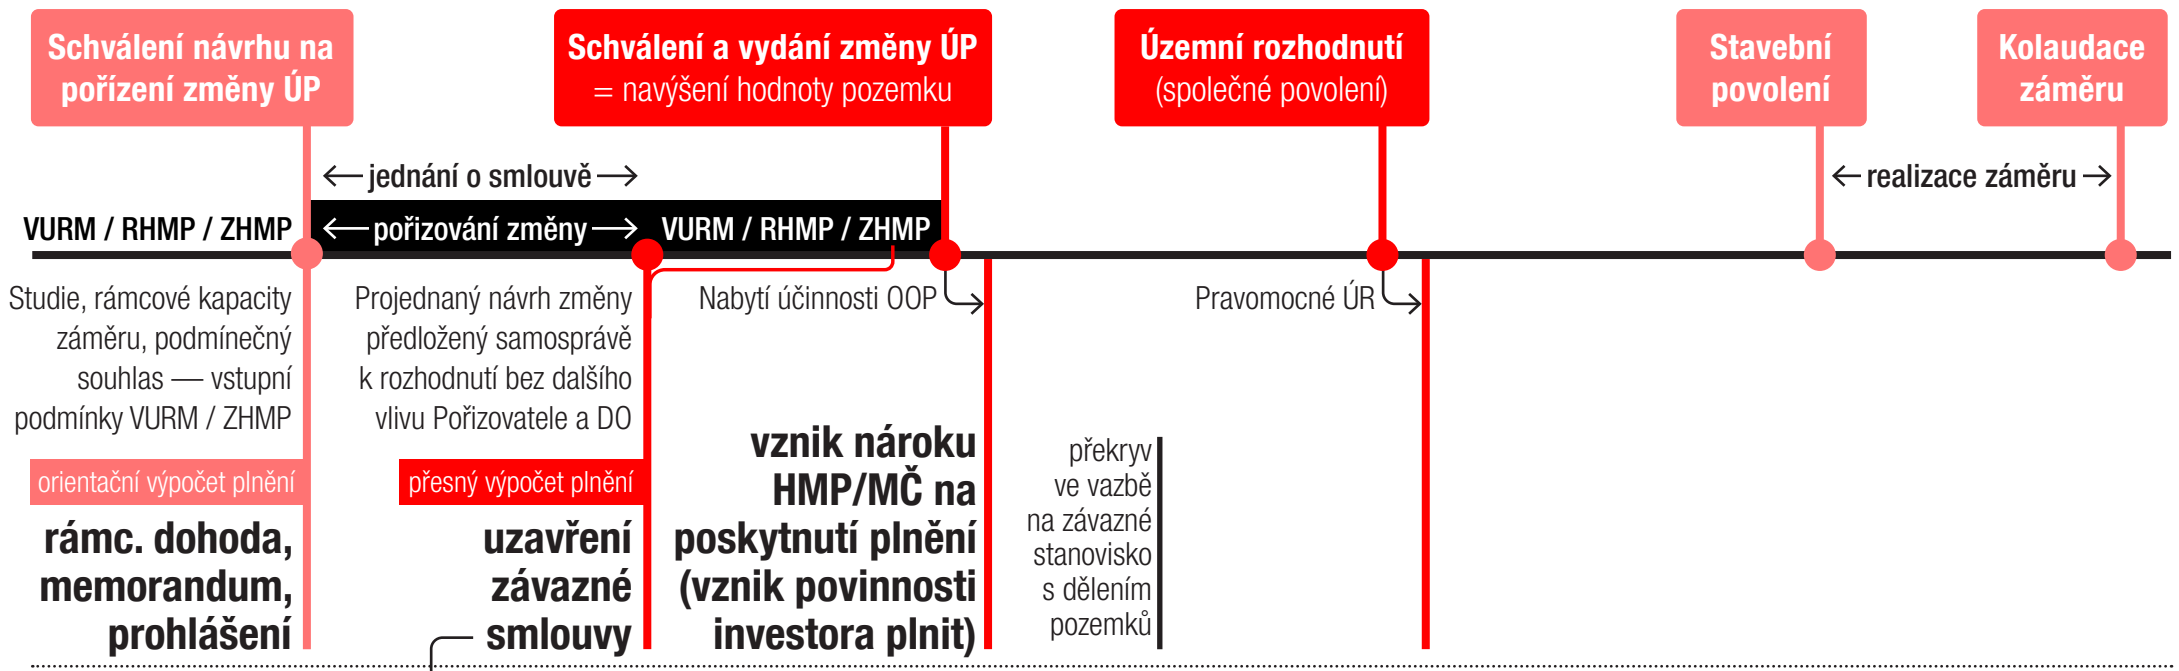 Schválení návrhu na
pořízení změny ÚP
Schválení a vydání změny ÚP
= navýšení hodnoty pozemku
Územní rozhodnutí
(společné povolení)
Stavební
povolení
Kolaudace
záměru
jednání o smlouvě
realizace záměru
VURM / RHMP / ZHMP
pořizování změny
VURM / RHMP / ZHMP
Studie, rámcové kapacity
záměru, podmínečný
souhlas — vstupní
podmínky VURM / ZHMP
Projednaný návrh změny
předložený samosprávě
k rozhodnutí bez dalšího
vlivu Pořizovatele a DO
Nabytí účinnosti OOP
Pravomocné ÚR
orientační výpočet plnění
rámc. dohoda,
memorandum,
prohlášení
přesný výpočet plnění
uzavření
závazné
smlouvy
vznik nároku
HMP/MČ na
poskytnutí plnění
(vznik povinnosti
investora plnit)
překryv
ve vazbě
na závazné
stanovisko
s dělením
pozemků